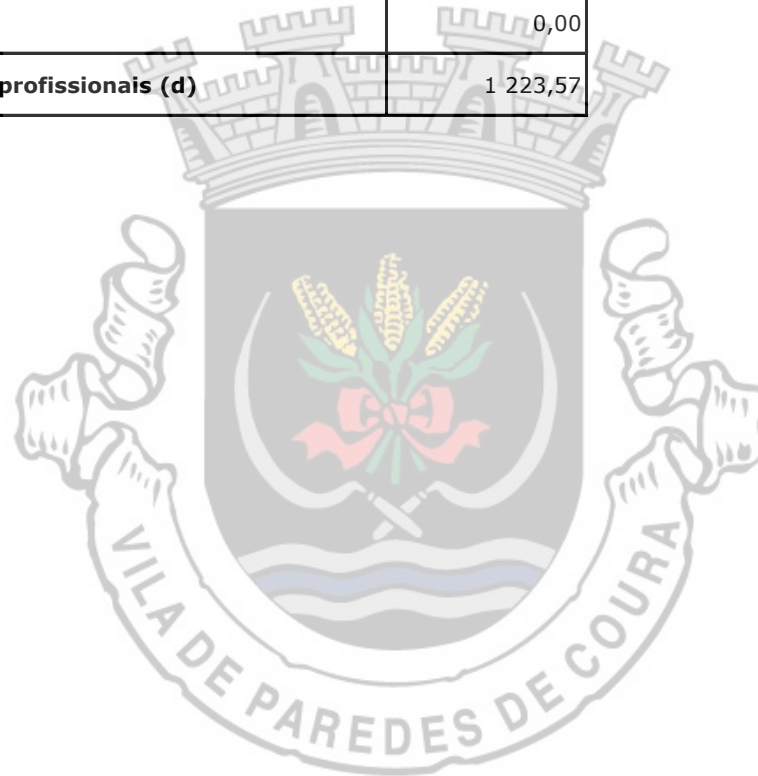 0,00
profissionais (d) 1 223,57
VILA DE PAREDES DE COURA